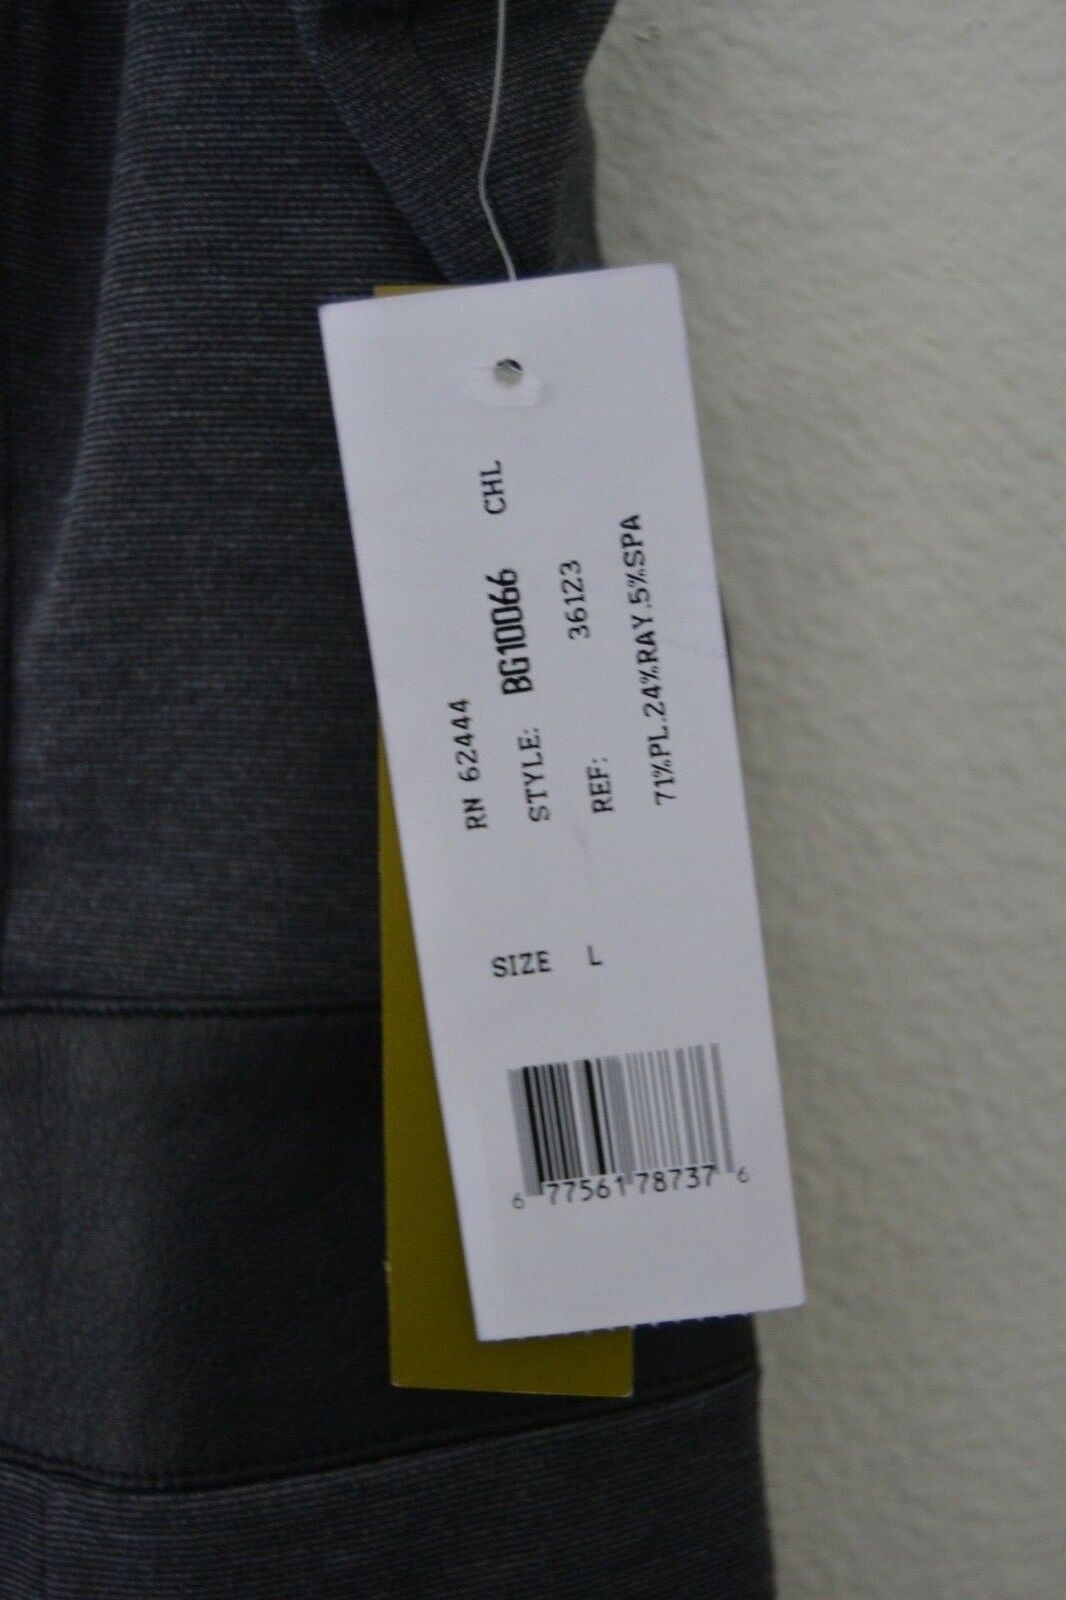 RN 62444
STYLE: BG10066 CHL
REF: 36123
71%PL.24%RAY.5%SPA
SIZE L
6 77561 78737 6